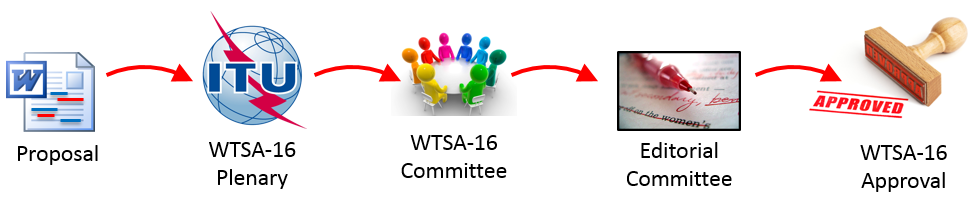 W
Proposal
ITU
WTSA-16
Plenary
WTSA-16
Committee
Editorial
Committee
APPROVED
WTSA-16
Approval